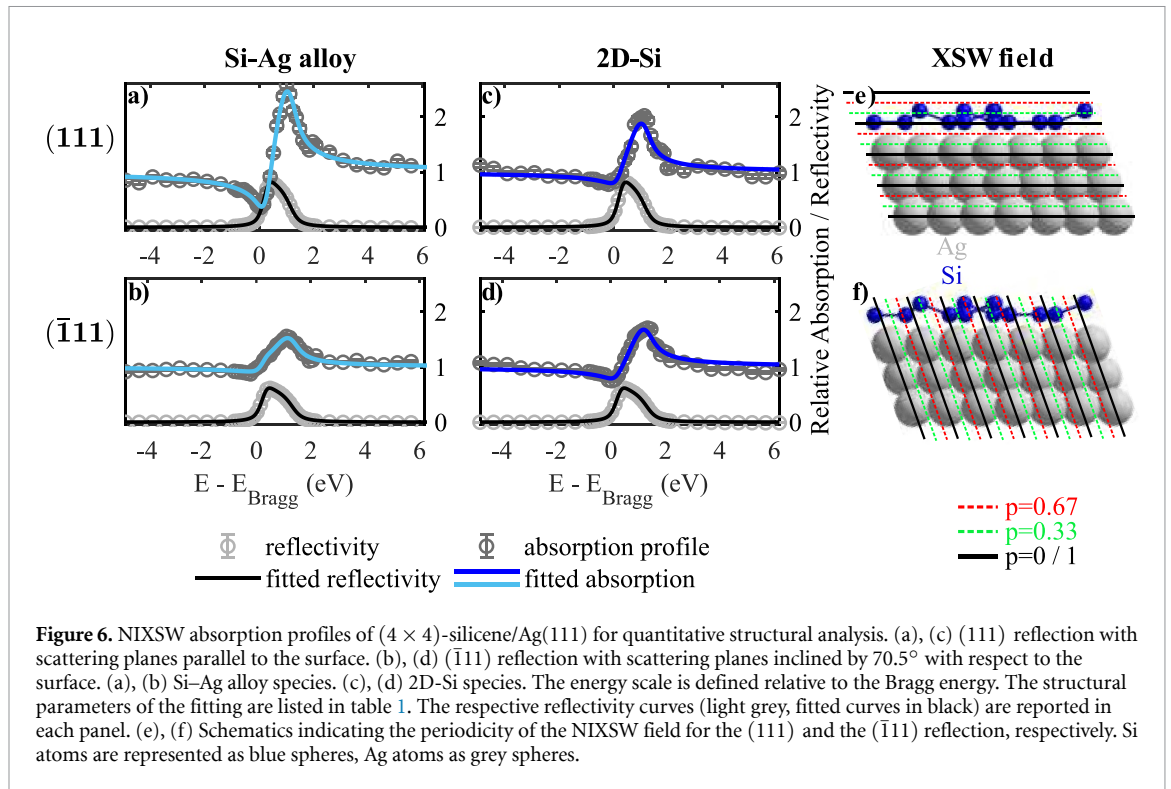 Si-Ag alloy
2D-Si
XSW field
(111)
a)
2
1
0
-4 -2 0 2 4 6
c)
2
1
0
-4 -2 0 2 4 6
e)
Ag
Si
(1̄11)
b)
2
1
0
-4 -2 0 2 4 6
E - E_Bragg (eV)
d)
2
1
0
-4 -2 0 2 4 6
E - E_Bragg (eV)
Relative Absorption / Reflectivity
f)
p=0.67
p=0.33
p=0 / 1
reflectivity
absorption profile
fitted reflectivity
fitted absorption
Figure 6. NIXSW absorption profiles of (4 × 4)-silicene/Ag(111) for quantitative structural analysis. (a), (c) (111) reflection with
scattering planes parallel to the surface. (b), (d) (1̄11) reflection with scattering planes inclined by 70.5° with respect to the
surface. (a), (b) Si–Ag alloy species. (c), (d) 2D-Si species. The energy scale is defined relative to the Bragg energy. The structural
parameters of the fitting are listed in table 1. The respective reflectivity curves (light grey, fitted curves in black) are reported in
each panel. (e), (f) Schematics indicating the periodicity of the NIXSW field for the (111) and the (1̄11) reflection, respectively. Si
atoms are represented as blue spheres, Ag atoms as grey spheres.